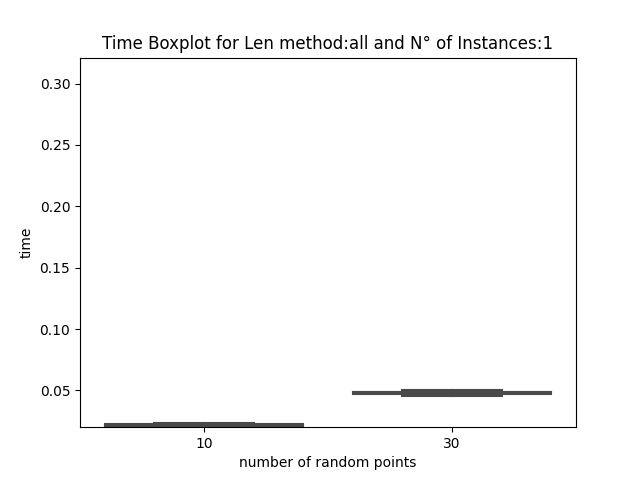 Time Boxplot for Len method:all and N° of Instances:1
0.30
0.25
0.20
0.15
0.10
0.05
time
10 30
number of random points